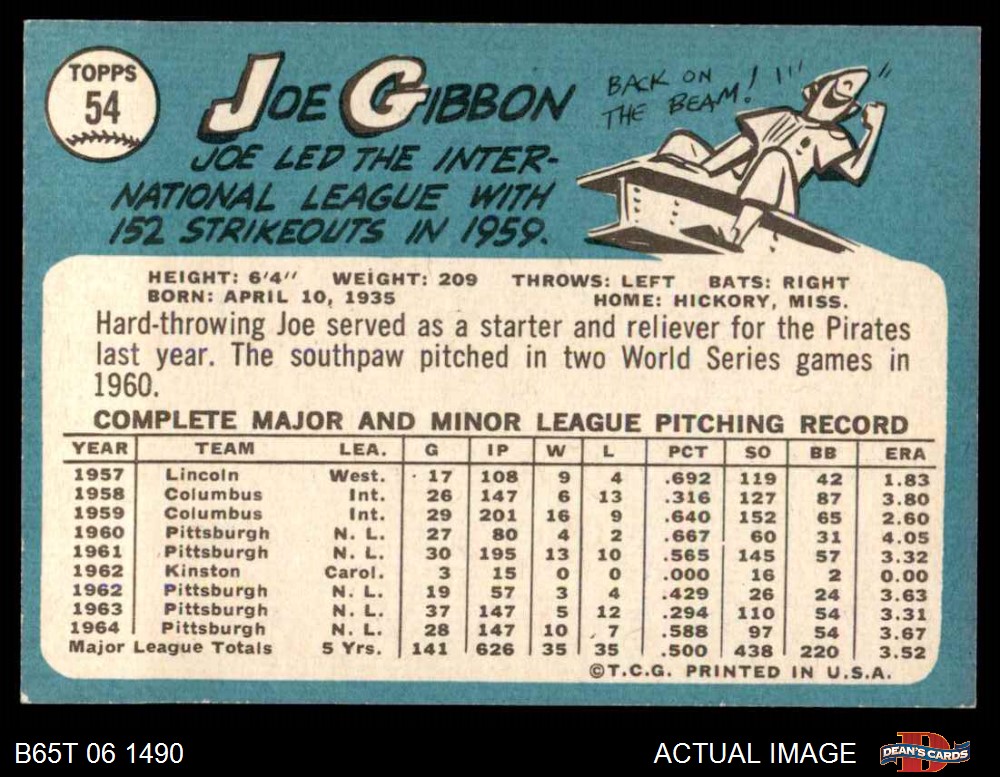 TOPPS
54
JOE GIBBON
BACK ON
THE BEAM!
JOE LED THE INTER-
NATIONAL LEAGUE WITH
152 STRIKEOUTS IN 1959.
HEIGHT: 6'4" WEIGHT: 209 THROWS: LEFT BATS: RIGHT
BORN: APRIL 10, 1935 HOME: HICKORY, MISS.
Hard-throwing Joe served as a starter and reliever for the Pirates
last year. The southpaw pitched in two World Series games in
1960.
COMPLETE MAJOR AND MINOR LEAGUE PITCHING RECORD
YEAR TEAM LEA. G IP W L PCT SO BB ERA
1957 Lincoln West. 17 108 9 4 .692 119 42 1.83
1958 Columbus Int. 26 147 6 13 .316 127 87 3.80
1959 Columbus Int. 29 201 16 9 .640 152 65 2.60
1960 Pittsburgh N. L. 27 80 4 2 .667 60 31 4.05
1961 Pittsburgh N. L. 30 195 13 10 .565 145 57 3.32
1962 Kinston Carol. 3 15 0 0 .000 16 2 0.00
1962 Pittsburgh N. L. 19 57 3 4 .429 26 24 3.63
1963 Pittsburgh N. L. 37 147 5 12 .294 110 54 3.31
1964 Pittsburgh N. L. 28 147 10 7 .588 97 54 3.67
Major League Totals 5 Yrs. 141 626 35 35 .500 438 220 3.52
©T.C.G. PRINTED IN U.S.A.
B65T 06 1490 ACTUAL IMAGE DEAN'S CARDS